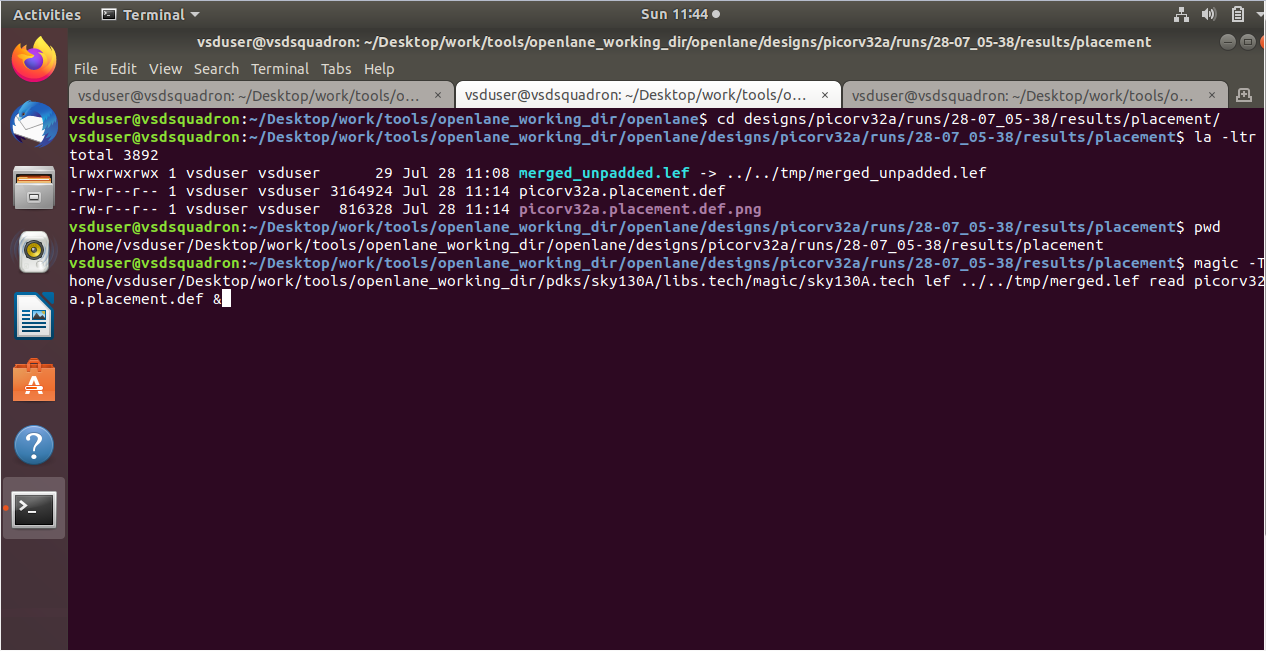 Activities Terminal Sun 11:44
vsduser@vsdsquadron: ~/Desktop/work/tools/openlane_working_dir/openlane/designs/picorv32a/runs/28-07_05-38/results/placement
File Edit View Search Terminal Tabs Help
vsduser@vsdsquadron: ~/Desktop/work/tools/o... × vsduser@vsdsquadron: ~/Desktop/work/tools/o... × vsduser@vsdsquadron: ~/Desktop/work/tools/o... ×
vsduser@vsdsquadron:~/Desktop/work/tools/openlane_working_dir/openlane$ cd designs/picorv32a/runs/28-07_05-38/results/placement/
vsduser@vsdsquadron:~/Desktop/work/tools/openlane_working_dir/openlane/designs/picorv32a/runs/28-07_05-38/results/placement$ la -ltr
total 3892
lrwxrwxrwx 1 vsduser vsduser 29 Jul 28 11:08 merged_unpadded.lef -> ../../tmp/merged_unpadded.lef
-rw-r--r-- 1 vsduser vsduser 3164924 Jul 28 11:14 picorv32a.placement.def
-rw-r--r-- 1 vsduser vsduser 816328 Jul 28 11:14 picorv32a.placement.def.png
vsduser@vsdsquadron:~/Desktop/work/tools/openlane_working_dir/openlane/designs/picorv32a/runs/28-07_05-38/results/placement$ pwd
/home/vsduser/Desktop/work/tools/openlane_working_dir/openlane/designs/picorv32a/runs/28-07_05-38/results/placement
vsduser@vsdsquadron:~/Desktop/work/tools/openlane_working_dir/openlane/designs/picorv32a/runs/28-07_05-38/results/placement$ magic -T
home/vsduser/Desktop/work/tools/openlane_working_dir/pdks/sky130A/libs.tech/magic/sky130A.tech lef ../../tmp/merged.lef read picorv32
a.placement.def &